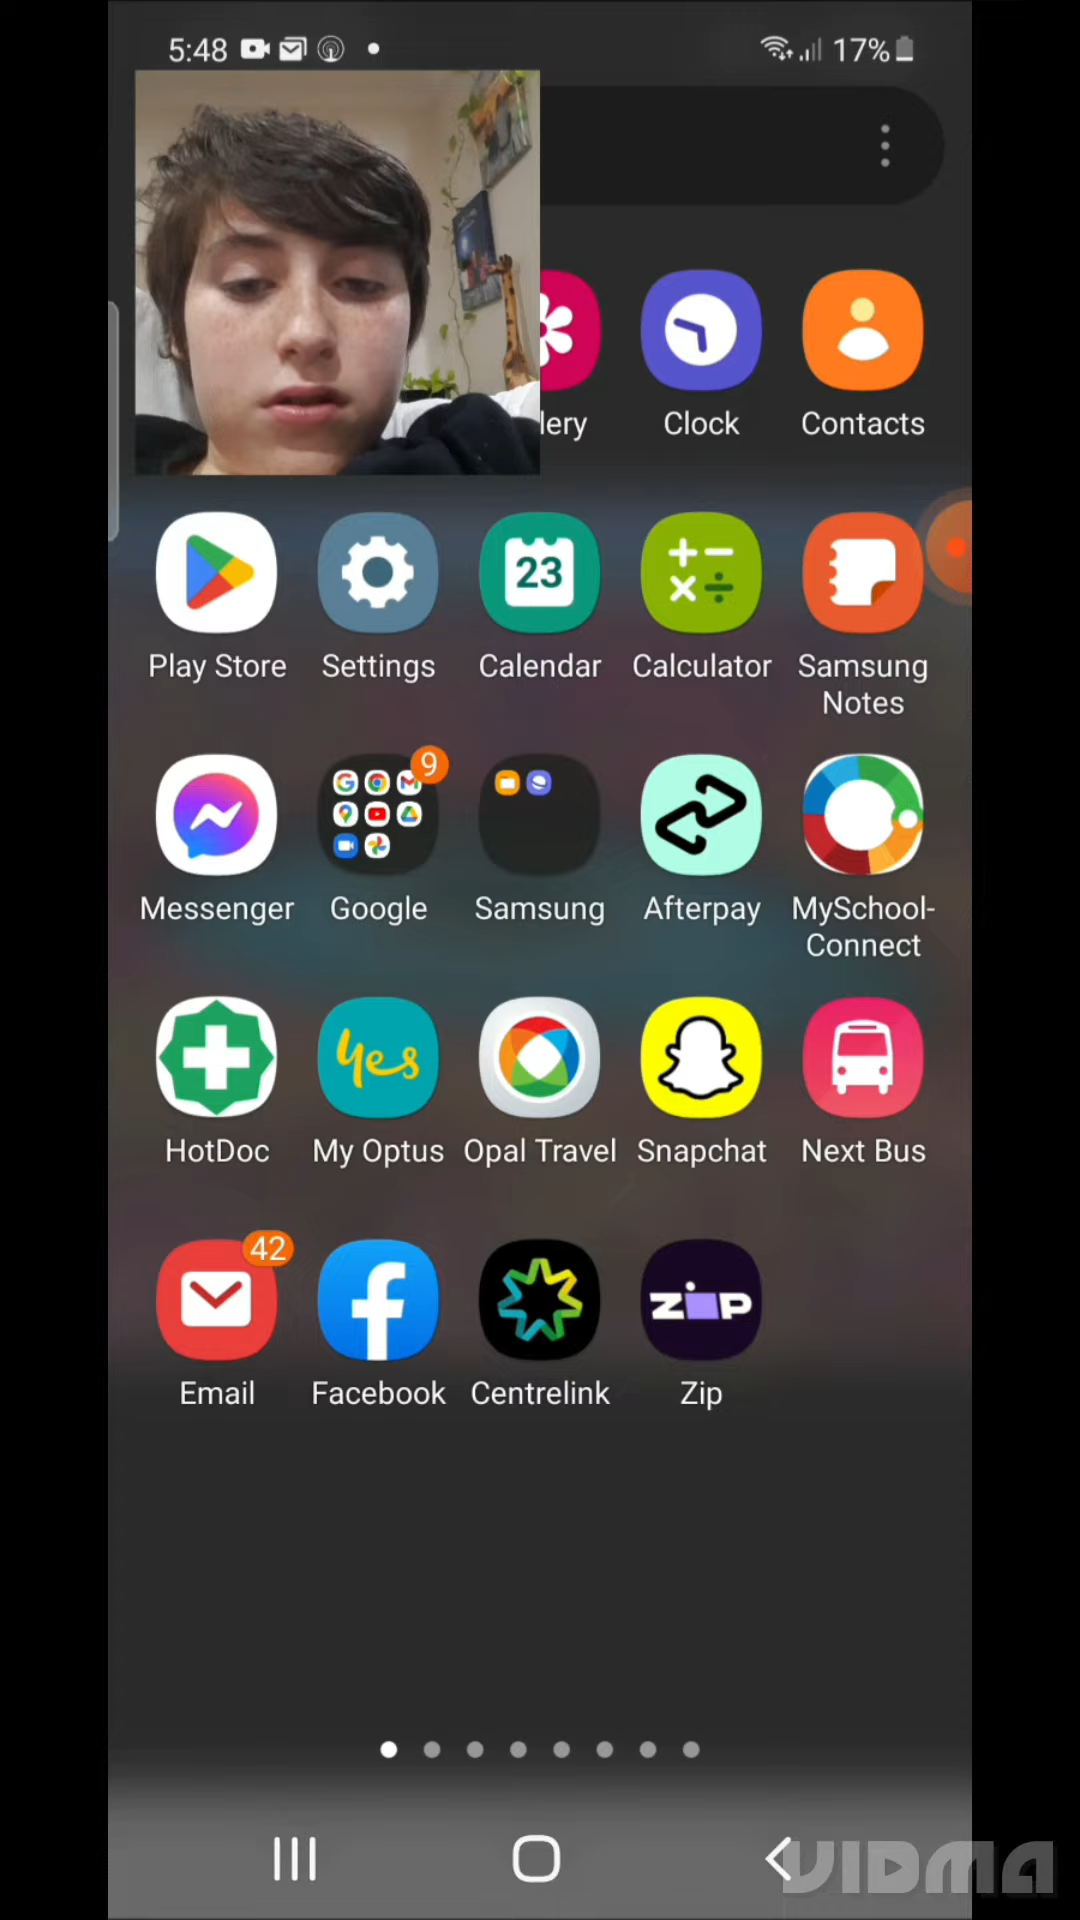 5:48
17%
lery
Clock
Contacts
23
Play Store
Settings
Calendar
Calculator
Samsung
Notes
9
Messenger
Google
Samsung
Afterpay
MySchool-
Connect
yes
HotDoc
My Optus
Opal Travel
Snapchat
Next Bus
42
zip
Email
Facebook
Centrelink
Zip
VIDMA